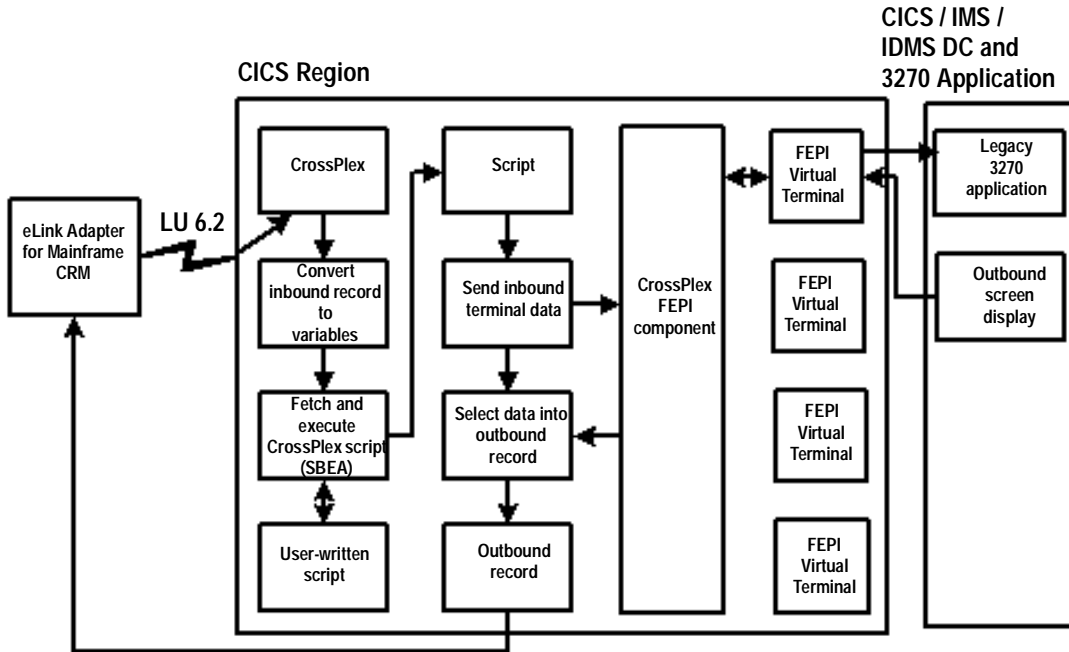 CICS / IMS /
IDMS DC and
3270 Application
CICS Region
eLink Adapter
for Mainframe
CRM
LU 6.2
CrossPlex
Convert
inbound record
to
variables
Fetch and
execute
CrossPlex script
(SBEA)
User-written
script
Script
Send inbound
terminal data
Select data into
outbound
record
Outbound
record
CrossPlex
FEPI
component
FEPI
Virtual
Terminal
FEPI
Virtual
Terminal
FEPI
Virtual
Terminal
FEPI
Virtual
Terminal
Legacy
3270
application
Outbound
screen
display